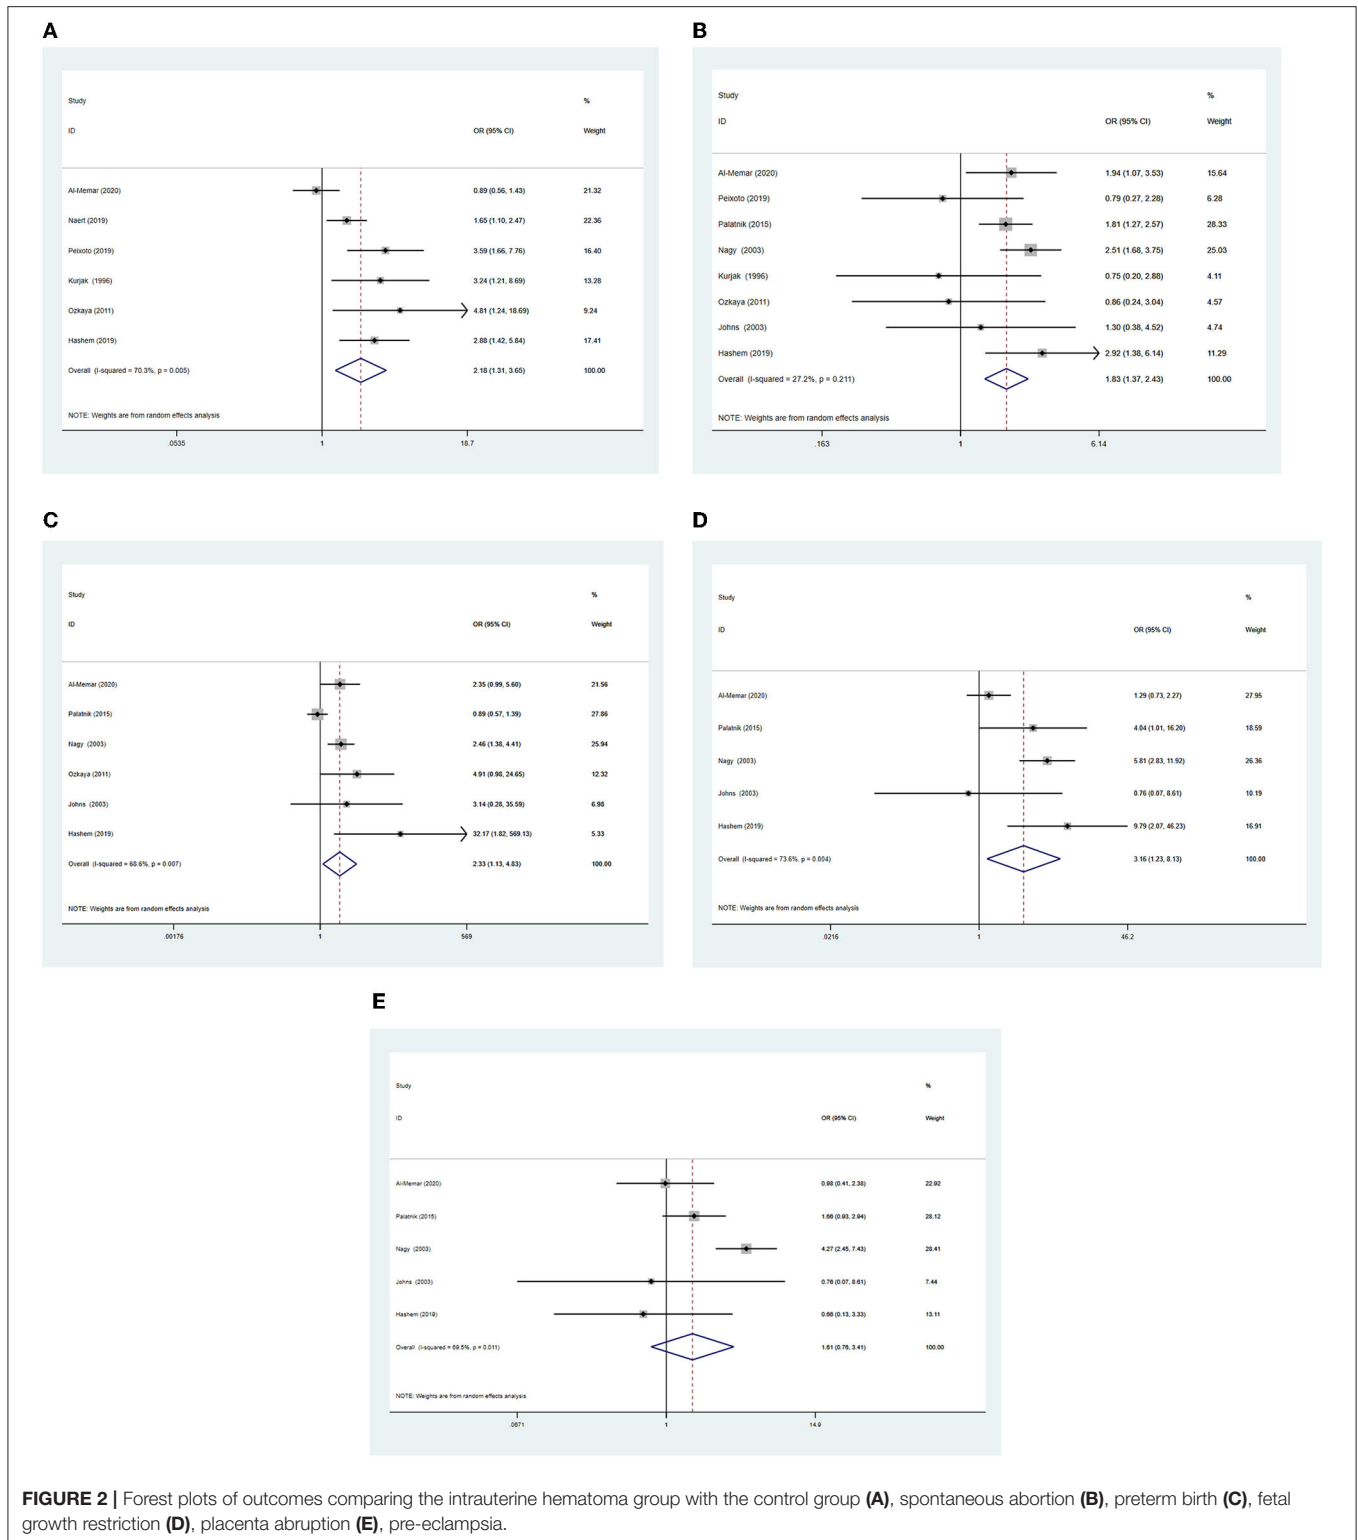 A
Study %
ID OR (95% CI) Weight
Al-Memar (2020) 0.89 (0.56, 1.43) 21.32
Naert (2019) 1.65 (1.10, 2.47) 22.36
Peixoto (2019) 3.59 (1.66, 7.76) 16.40
Kurjak (1996) 3.24 (1.21, 8.69) 13.28
Ozkaya (2011) 4.81 (1.24, 18.69) 9.24
Hashem (2019) 2.88 (1.42, 5.84) 17.41
Overall (I-squared = 70.3%, p = 0.005) 2.18 (1.31, 3.65) 100.00
NOTE: Weights are from random effects analysis
.0535 1 18.7
B
Study %
ID OR (95% CI) Weight
Al-Memar (2020) 1.94 (1.07, 3.53) 15.64
Peixoto (2019) 0.79 (0.27, 2.28) 6.28
Palatnik (2015) 1.81 (1.27, 2.57) 28.33
Nagy (2003) 2.51 (1.68, 3.75) 25.03
Kurjak (1996) 0.75 (0.20, 2.88) 4.11
Ozkaya (2011) 0.86 (0.24, 3.04) 4.57
Johns (2003) 1.30 (0.38, 4.52) 4.74
Hashem (2019) 2.92 (1.38, 6.14) 11.29
Overall (I-squared = 27.2%, p = 0.211) 1.83 (1.37, 2.43) 100.00
NOTE: Weights are from random effects analysis
.163 1 6.14
C
Study %
ID OR (95% CI) Weight
Al-Memar (2020) 2.35 (0.99, 5.60) 21.56
Palatnik (2015) 0.89 (0.57, 1.39) 27.86
Nagy (2003) 2.46 (1.38, 4.41) 25.94
Ozkaya (2011) 4.91 (0.98, 24.65) 12.32
Johns (2003) 3.14 (0.28, 35.59) 6.98
Hashem (2019) 32.17 (1.82, 569.13) 5.33
Overall (I-squared = 68.6%, p = 0.007) 2.33 (1.13, 4.83) 100.00
NOTE: Weights are from random effects analysis
.00176 1 569
D
Study %
ID OR (95% CI) Weight
Al-Memar (2020) 1.29 (0.73, 2.27) 27.95
Palatnik (2015) 4.04 (1.01, 16.20) 18.59
Nagy (2003) 5.81 (2.83, 11.92) 26.36
Johns (2003) 0.76 (0.07, 8.61) 10.19
Hashem (2019) 9.79 (2.07, 46.23) 16.91
Overall (I-squared = 73.6%, p = 0.004) 3.16 (1.23, 8.13) 100.00
NOTE: Weights are from random effects analysis
.0216 1 46.2
E
Study %
ID OR (95% CI) Weight
Al-Memar (2020) 0.98 (0.41, 2.38) 22.92
Palatnik (2015) 1.66 (0.93, 2.94) 28.12
Nagy (2003) 4.27 (2.45, 7.43) 28.41
Johns (2003) 0.76 (0.07, 8.61) 7.44
Hashem (2019) 0.66 (0.13, 3.33) 13.11
Overall (I-squared = 69.5%, p = 0.011) 1.61 (0.76, 3.41) 100.00
NOTE: Weights are from random effects analysis
.0671 1 14.9
FIGURE 2 | Forest plots of outcomes comparing the intrauterine hematoma group with the control group (A), spontaneous abortion (B), preterm birth (C), fetal
growth restriction (D), placenta abruption (E), pre-eclampsia.